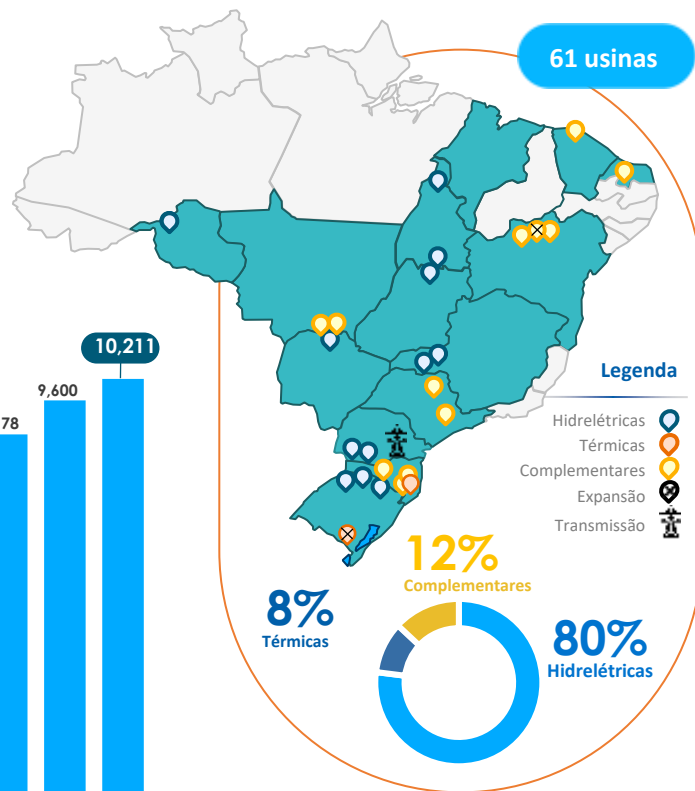 61 usinas
10,211
9,600
78
Legenda
Hidrelétricas
Térmicas
Complementares
Expansão
Transmissão
12%
Complementares
8%
Térmicas
80%
Hidrelétricas